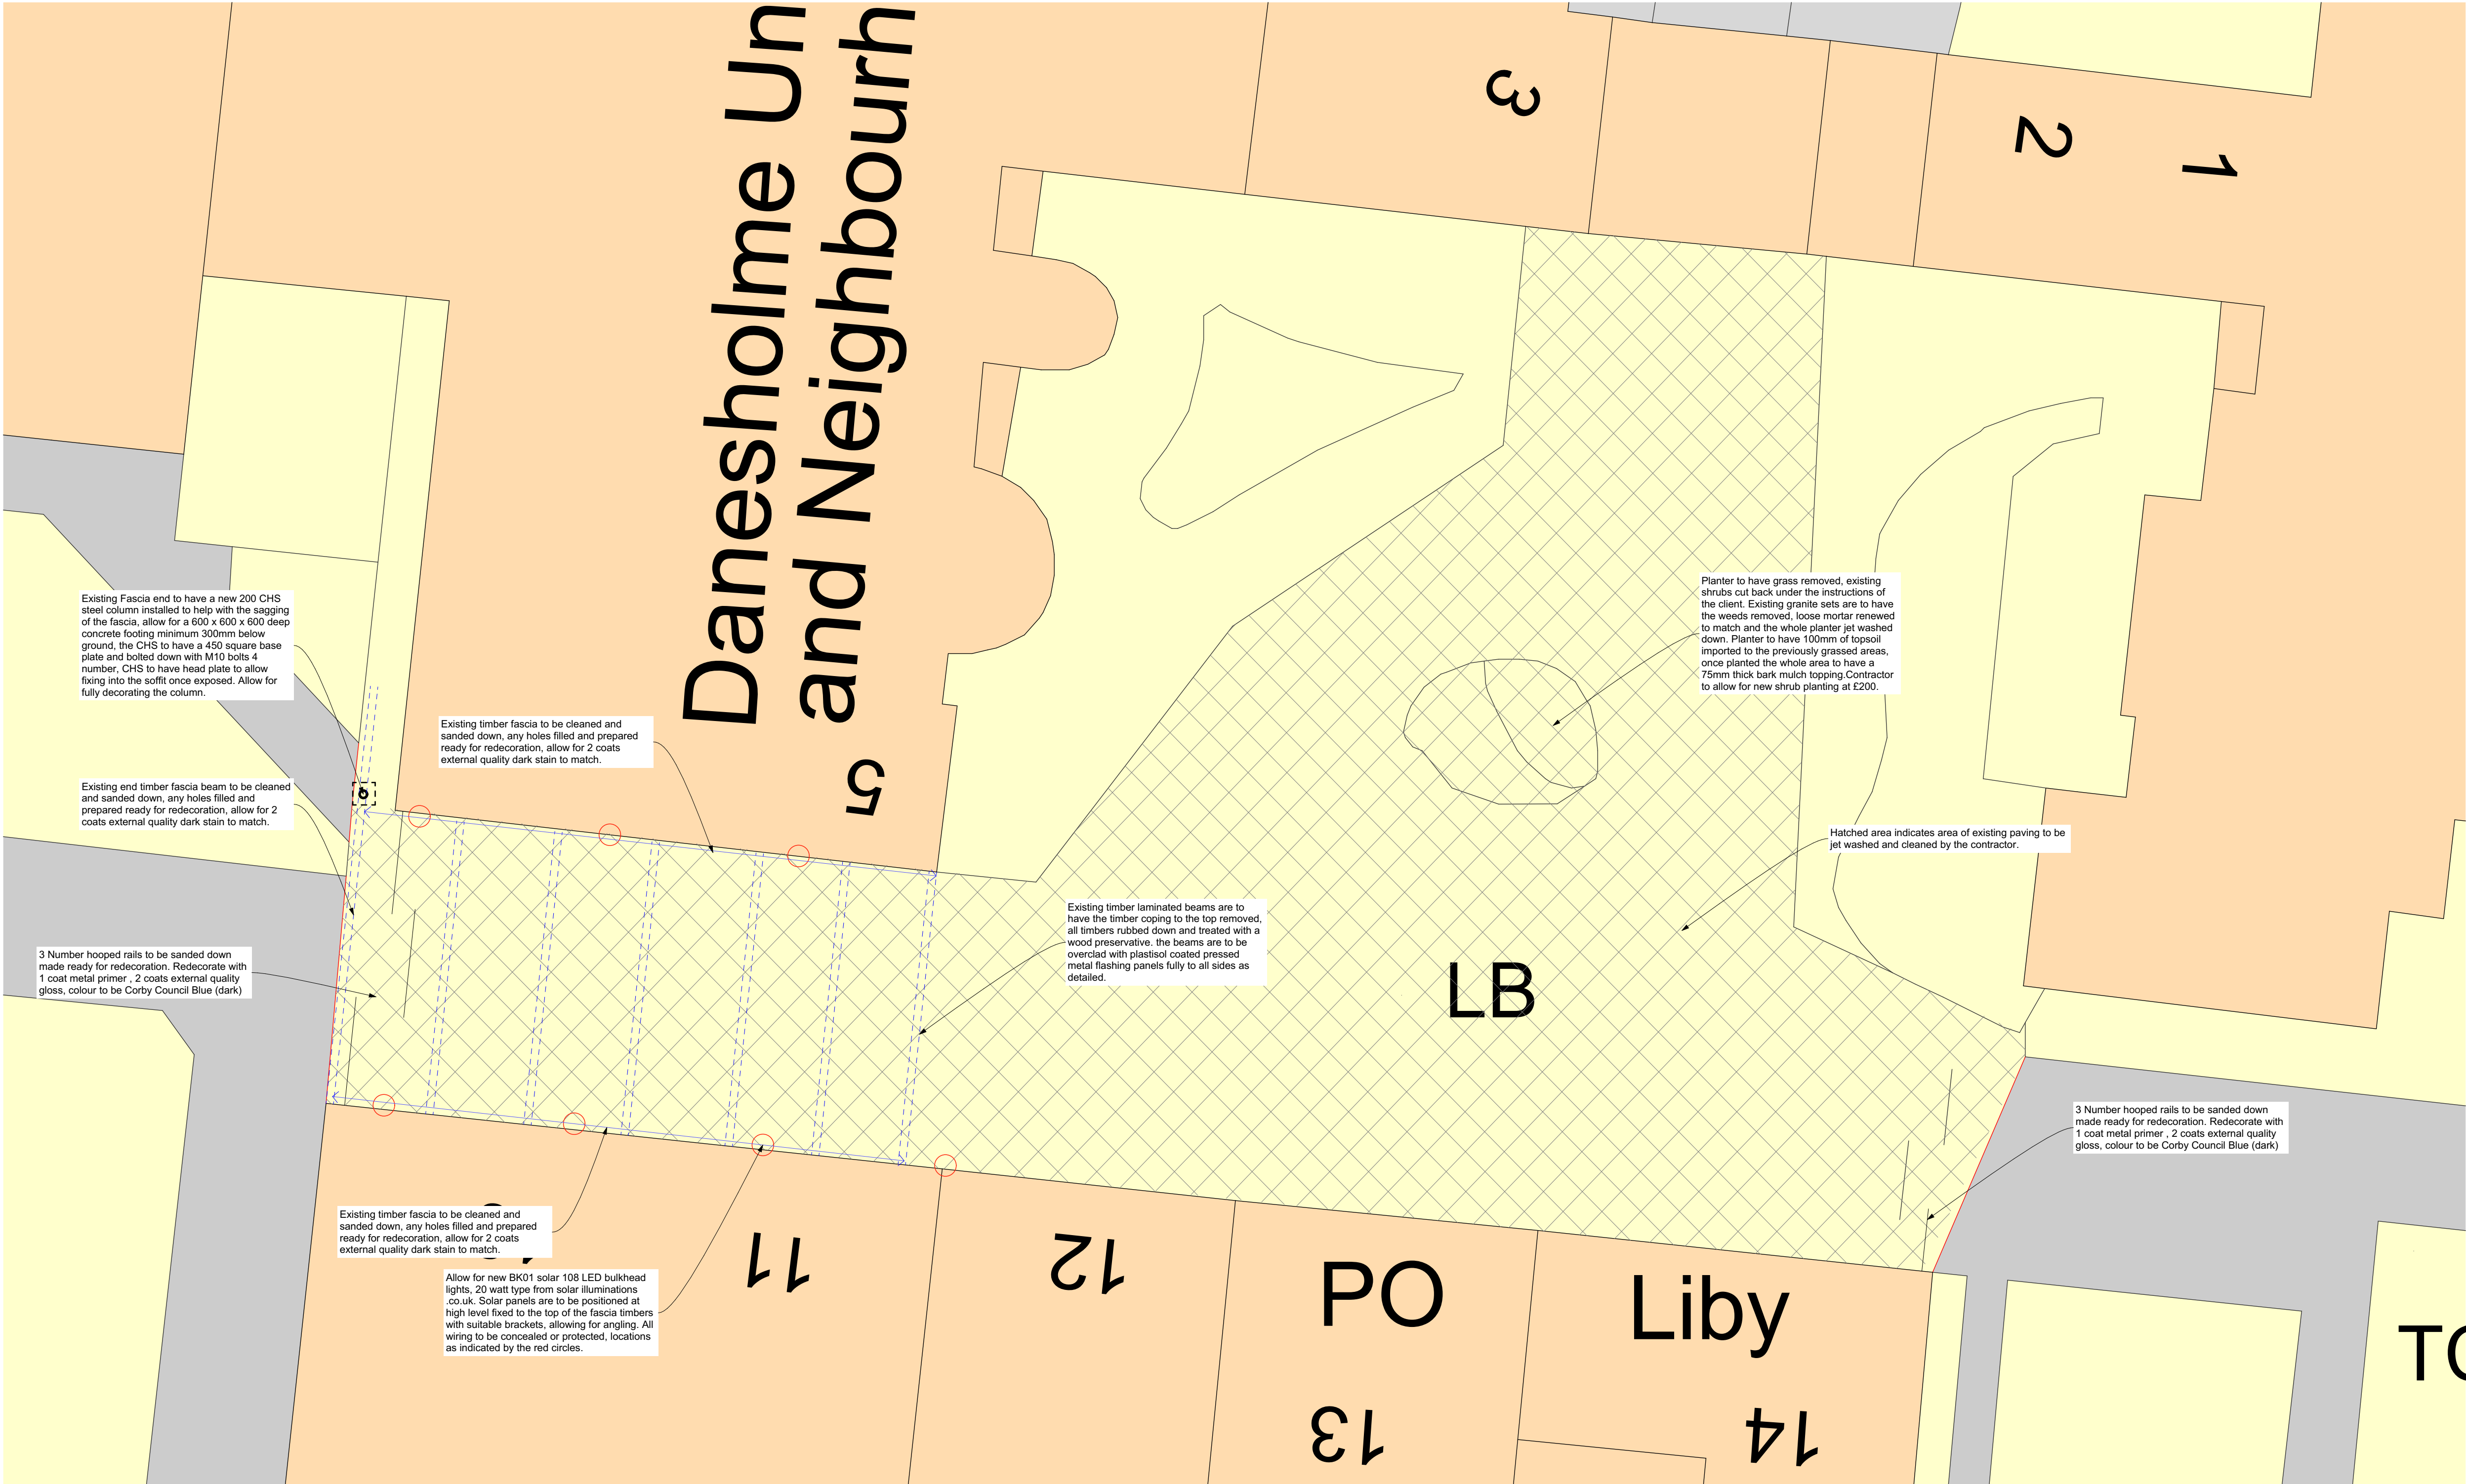 Danesholme Un
and Neighbourh
3
2
1
5
Existing Fascia end to have a new 200 CHS
steel column installed to help with the sagging
of the fascia, allow for a 600 x 600 x 600 deep
concrete footing minimum 300mm below
ground, the CHS to have a 450 square base
plate and bolted down with M10 bolts 4
number, CHS to have head plate to allow
fixing into the soffit once exposed. Allow for
fully decorating the column.
Existing timber fascia to be cleaned and
sanded down, any holes filled and prepared
ready for redecoration, allow for 2 coats
external quality dark stain to match.
Planter to have grass removed, existing
shrubs cut back under the instructions of
the client. Existing granite sets are to have
the weeds removed, loose mortar renewed
to match and the whole planter jet washed
down. Planter to have 100mm of topsoil
imported to the previously grassed areas,
once planted the whole area to have a
75mm thick bark mulch topping.Contractor
to allow for new shrub planting at £200.
Existing end timber fascia beam to be cleaned
and sanded down, any holes filled and
prepared ready for redecoration, allow for 2
coats external quality dark stain to match.
Hatched area indicates area of existing paving to be
jet washed and cleaned by the contractor.
Existing timber laminated beams are to
have the timber coping to the top removed,
all timbers rubbed down and treated with a
wood preservative. the beams are to be
overclad with plastisol coated pressed
metal flashing panels fully to all sides as
detailed.
LB
3 Number hooped rails to be sanded down
made ready for redecoration. Redecorate with
1 coat metal primer , 2 coats external quality
gloss, colour to be Corby Council Blue (dark)
3 Number hooped rails to be sanded down
made ready for redecoration. Redecorate with
1 coat metal primer , 2 coats external quality
gloss, colour to be Corby Council Blue (dark)
Existing timber fascia to be cleaned and
sanded down, any holes filled and prepared
ready for redecoration, allow for 2 coats
external quality dark stain to match.
Allow for new BK01 solar 108 LED bulkhead
lights, 20 watt type from solar illuminations
.co.uk. Solar panels are to be positioned at
high level fixed to the top of the fascia timbers
with suitable brackets, allowing for angling. All
wiring to be concealed or protected, locations
as indicated by the red circles.
11
12
PO
Liby
TC
13
14